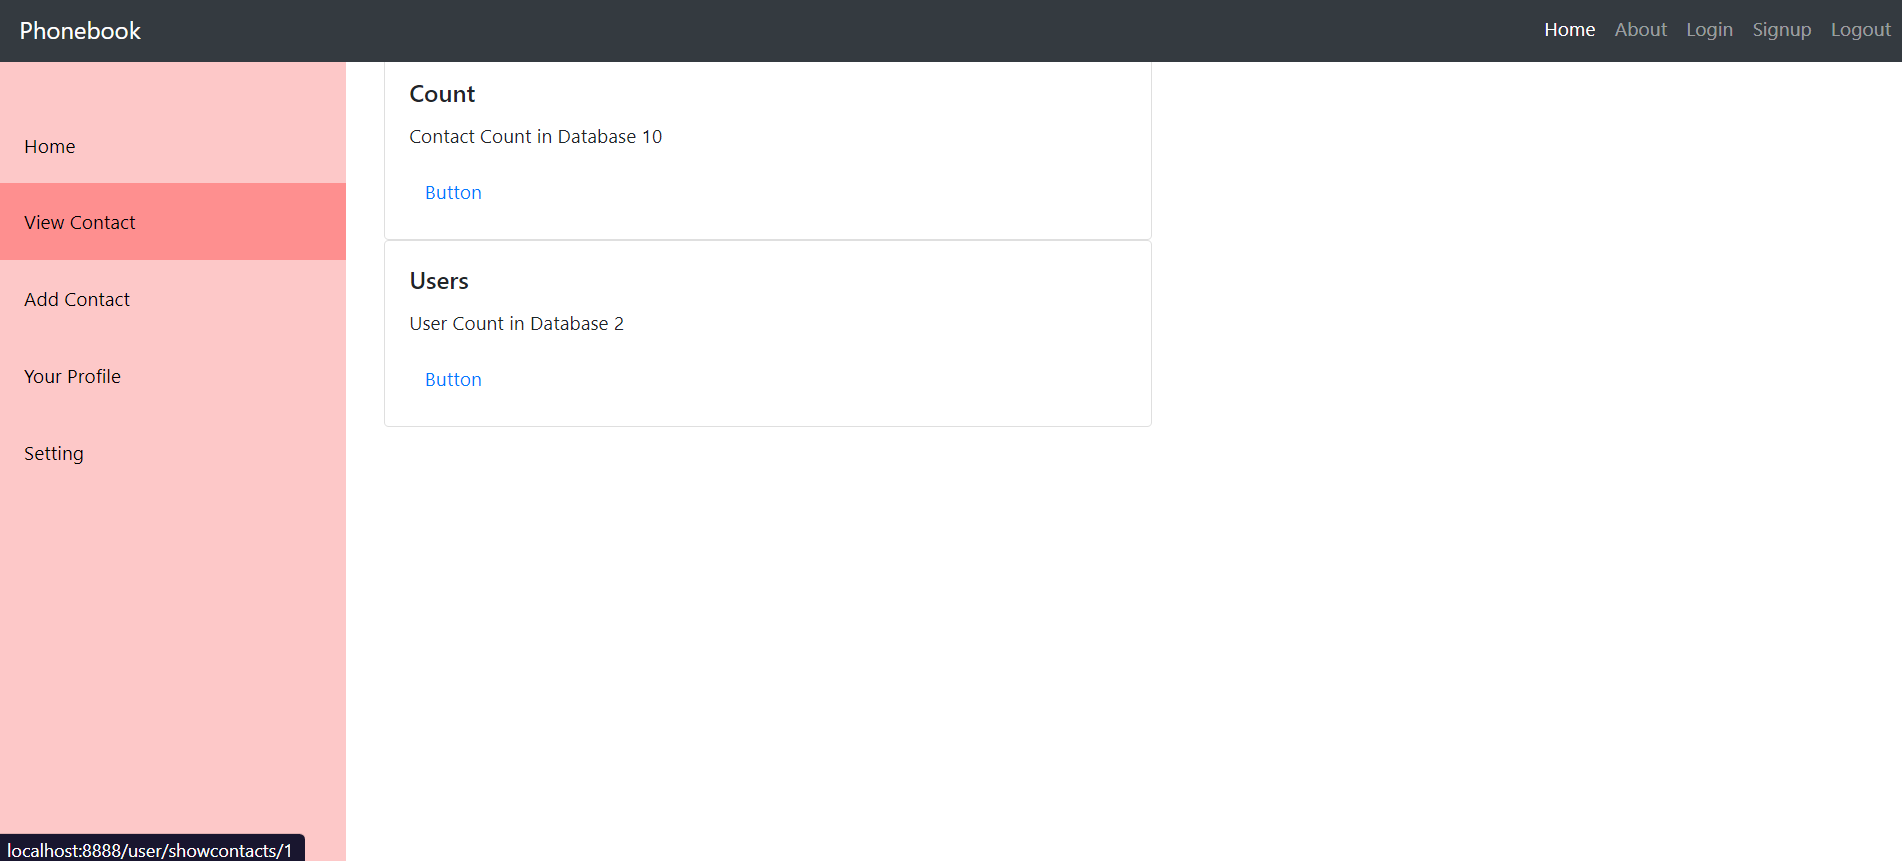 Phonebook
Home About Login Signup Logout
Home
View Contact
Add Contact
Your Profile
Setting
Count
Contact Count in Database 10
Button
Users
User Count in Database 2
Button
localhost:8888/user/showcontacts/1